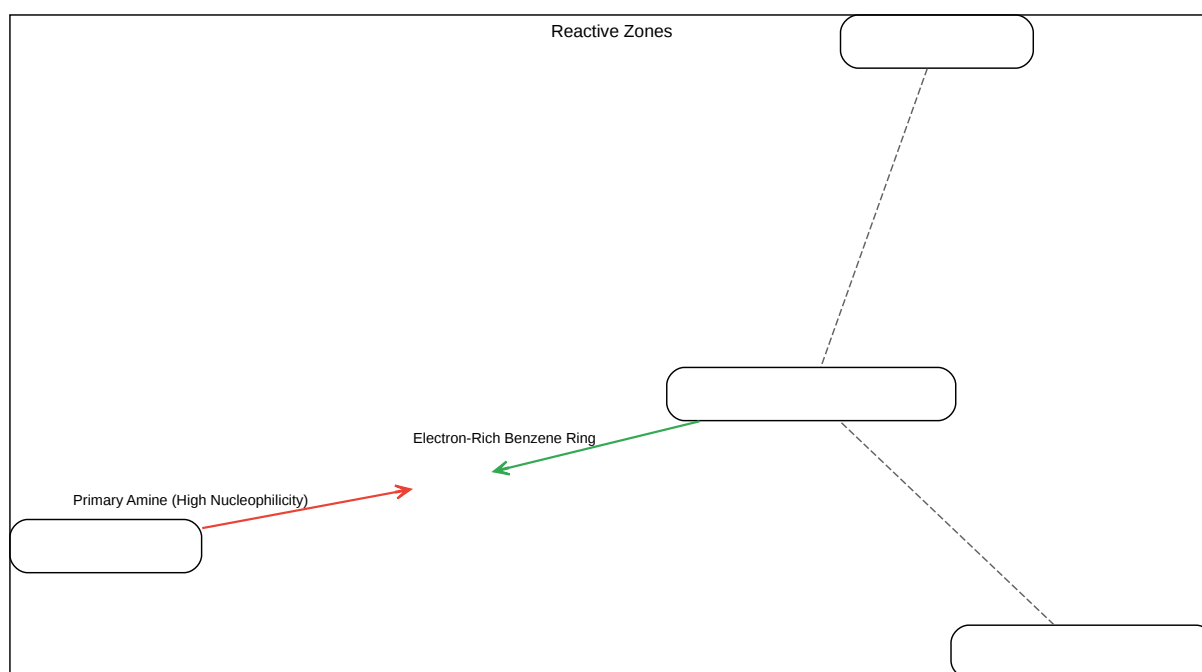 Reactive Zones
Electron-Rich Benzene Ring
Primary Amine (High Nucleophilicity)